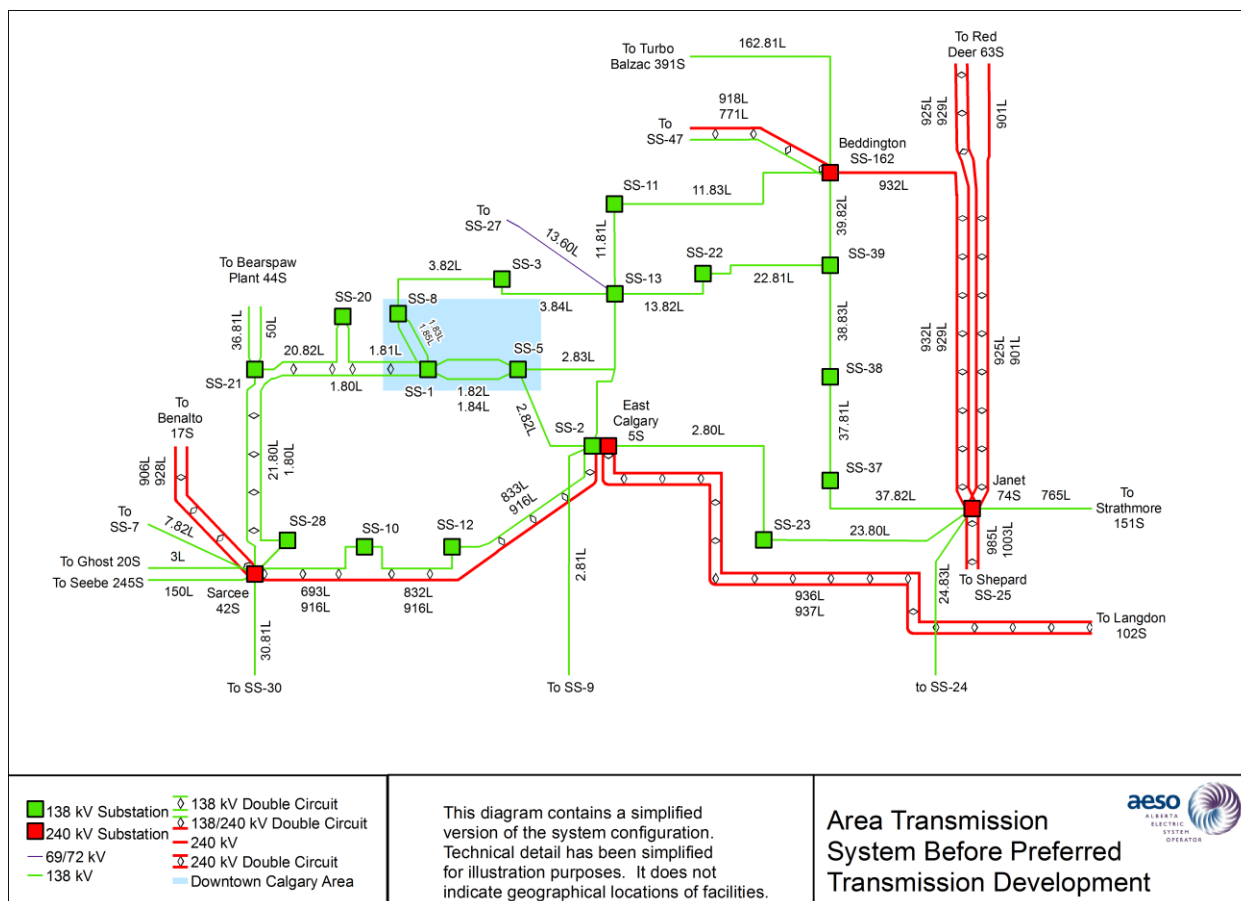 To Turbo
Balzac 391S
162.81L
To Red
Deer 63S
925L
929L
901L
918L
771L
To
SS-47
Beddington
SS-162
932L
SS-11
11.83L
39.82L
To
SS-27
13.60L
11.81L
SS-22
SS-39
To Bearspaw
Plant 44S
3.82L
SS-3
SS-13
22.81L
36.81L
50L
SS-20
SS-8
3.84L
13.82L
38.83L
932L
929L
925L
901L
1.83L
1.85L
20.82L
1.81L
SS-5
2.83L
SS-21
1.80L
SS-1
1.82L
1.84L
SS-38
To
Benalto
17S
2.82L
East
Calgary
5S
SS-2
2.80L
37.81L
906L
928L
21.80L
1.80L
833L
916L
SS-37
Janet
74S
37.82L
765L
To
Strathmore
151S
To
SS-7
7.82L
SS-28
SS-10
SS-12
SS-23
23.80L
985L
1003L
To Ghost 20S
3L
To Seebe 245S
150L
Sarcee
42S
693L
916L
832L
916L
2.81L
936L
937L
24.83L
To Shepard
SS-25
To Langdon
102S
30.81L
To SS-30
To SS-9
to SS-24
138 kV Substation
240 kV Substation
69/72 kV
138 kV
138 kV Double Circuit
138/240 kV Double Circuit
240 kV
240 kV Double Circuit
Downtown Calgary Area
This diagram contains a simplified
version of the system configuration.
Technical detail has been simplified
for illustration purposes. It does not
indicate geographical locations of facilities.
Area Transmission
System Before Preferred
Transmission Development
aeso
ALBERTA
ELECTRIC
SYSTEM
OPERATOR